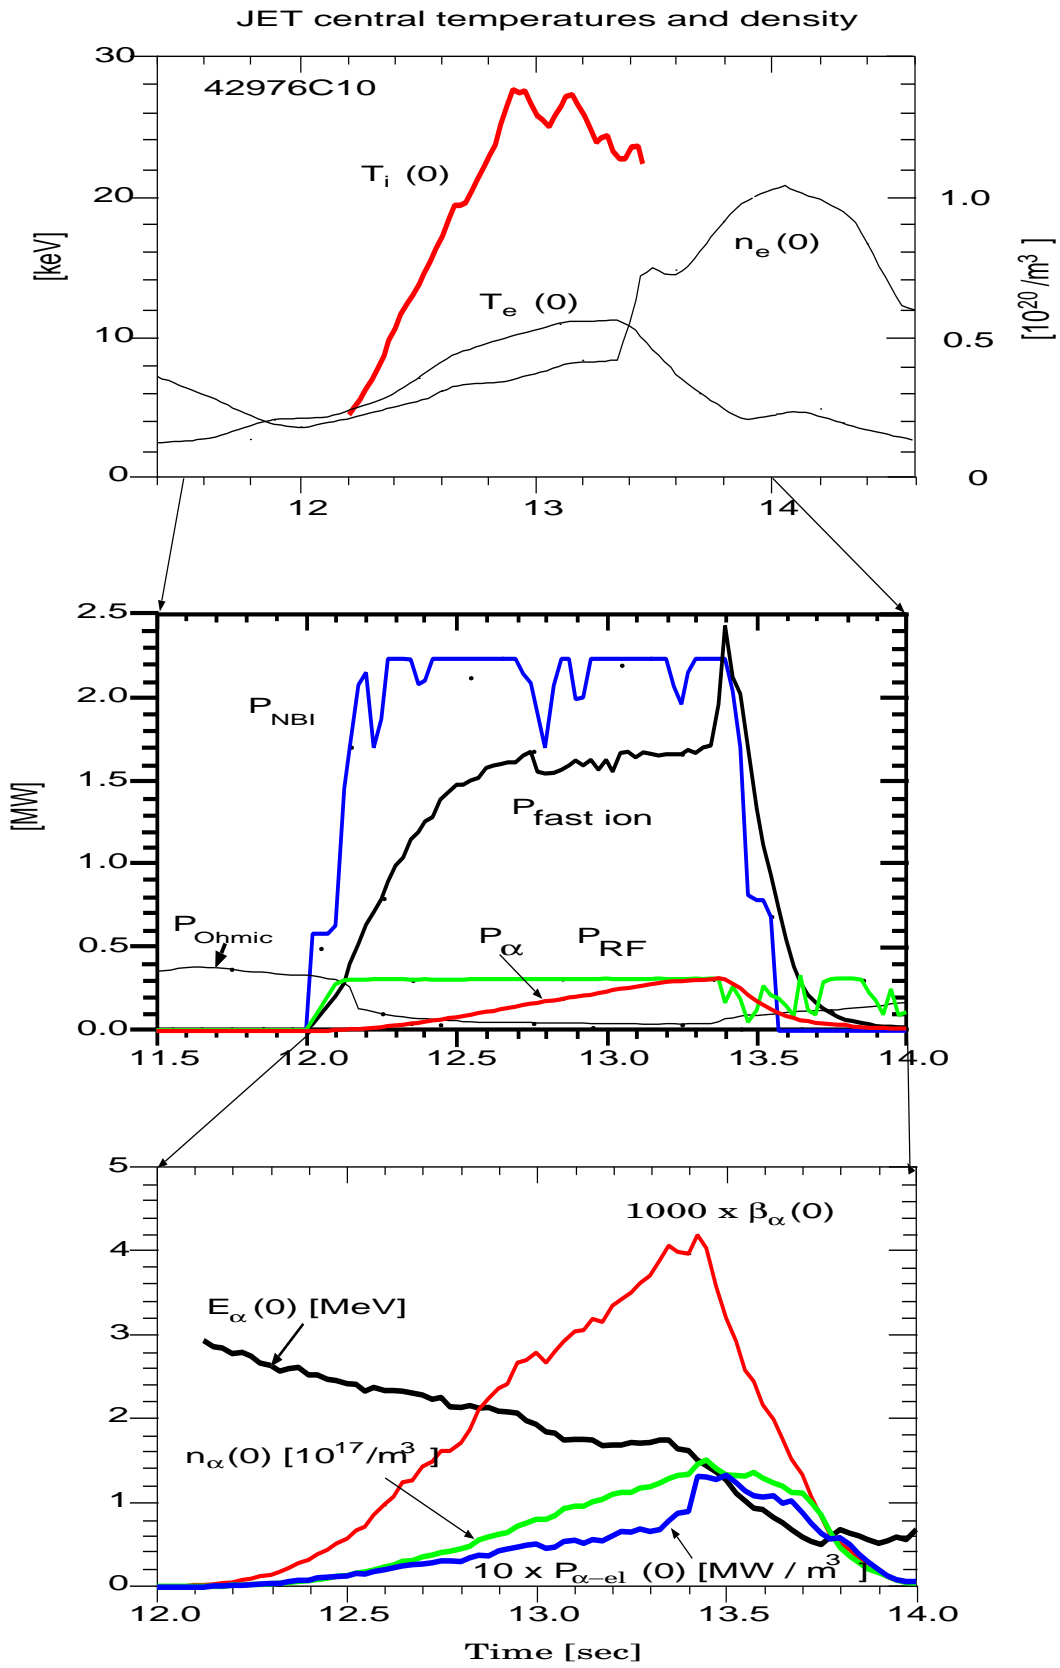 JET central temperatures and density
30
42976C10
T_i (0)
20
1.0
n_e(0)
[keV]
[10^20/m^3 ]
T_e (0)
10
0.5
0
0
12
13
14
2.5
2.0
P_NBI
[MW]
1.5
P_fast ion
1.0
P_Ohmic
P_α
P_RF
0.5
0.0
11.5
12.0
12.5
13.0
13.5
14.0
5
1000 x β_α(0)
4
E_α(0) [MeV]
3
2
n_α(0) [10^17/m^3 ]
1
10 x P_α−el (0) [MW / m^3 ]
0
12.0
12.5
13.0
13.5
14.0
Time [sec]